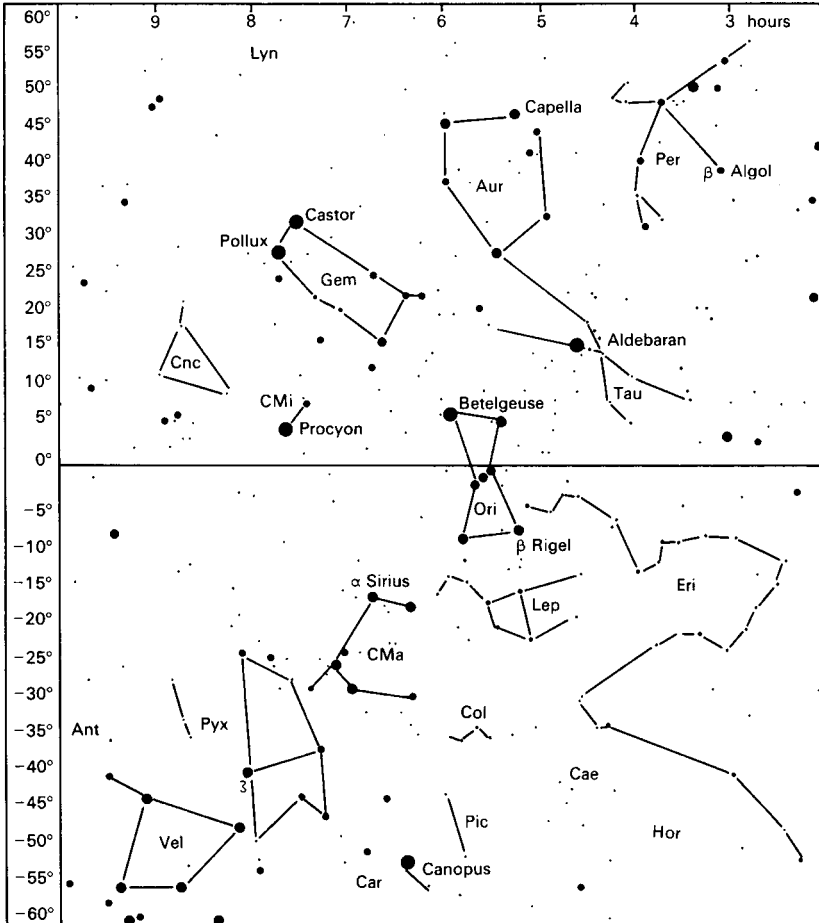 60°
9 8 7 6 5 4 3 hours
55°
Lyn
50°
Capella
45°
Per
40°
β Algol
Aur
35°
Castor
30°
Pollux
25°
Gem
20°
15°
Aldebaran
Cnc
10°
Tau
CMi
Betelgeuse
5°
Procyon
0°
-5°
Ori
-10°
β Rigel
-15°
α Sirius
Eri
Lep
-20°
CMa
-25°
-30°
Pyx
Col
-35°
Ant
-40°
Cae
ζ
-45°
Pic
Hor
-50°
Vel
Canopus
Car
-55°
-60°